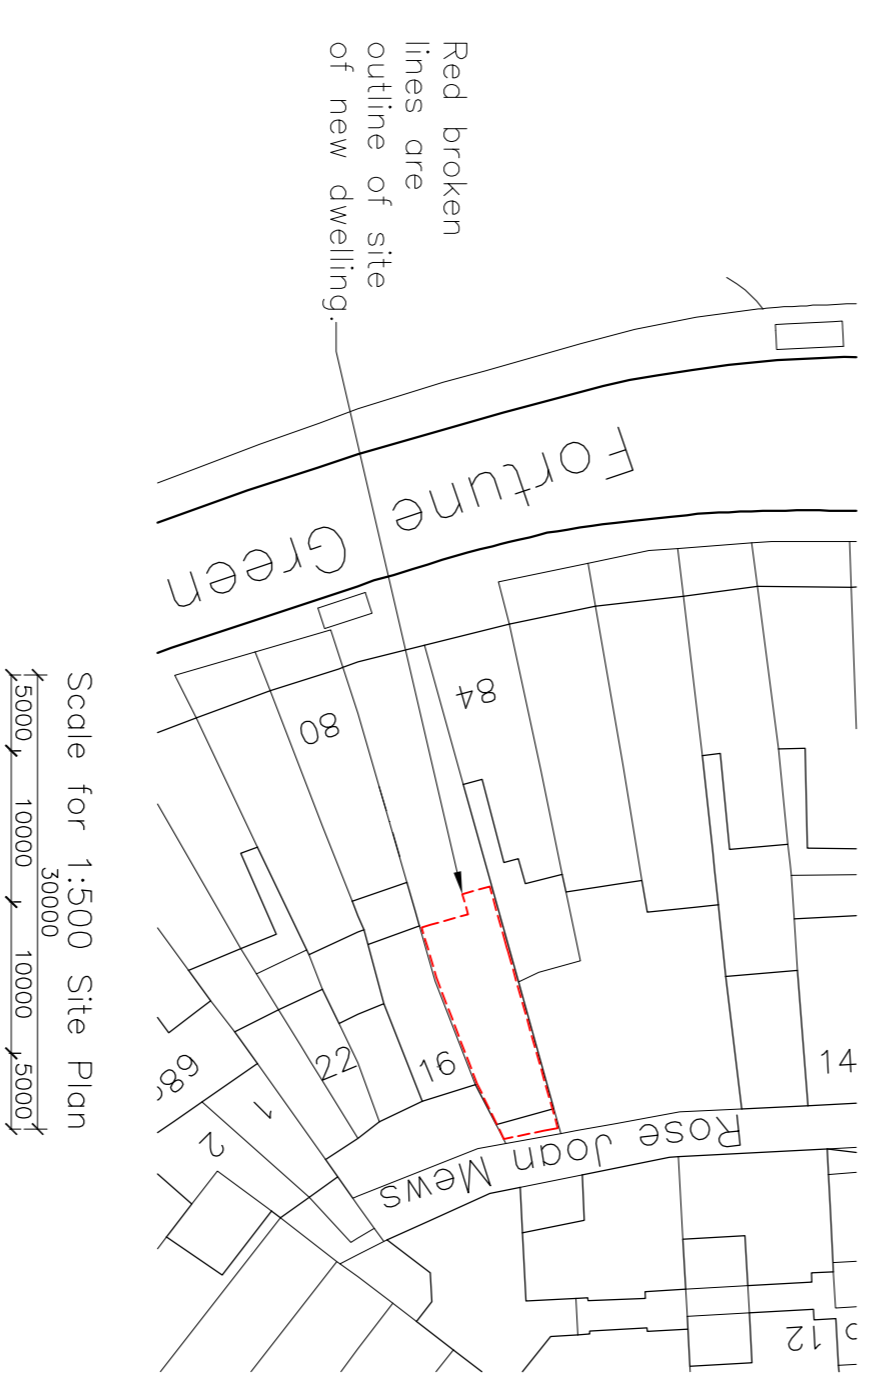 Red broken
lines are
outline of site
of new dwelling.
Fortune Green
84
80
16
22
14
Rose Joan Mews
1
2
12
Scale for 1:500 Site Plan
30000
5000 10000 10000 5000